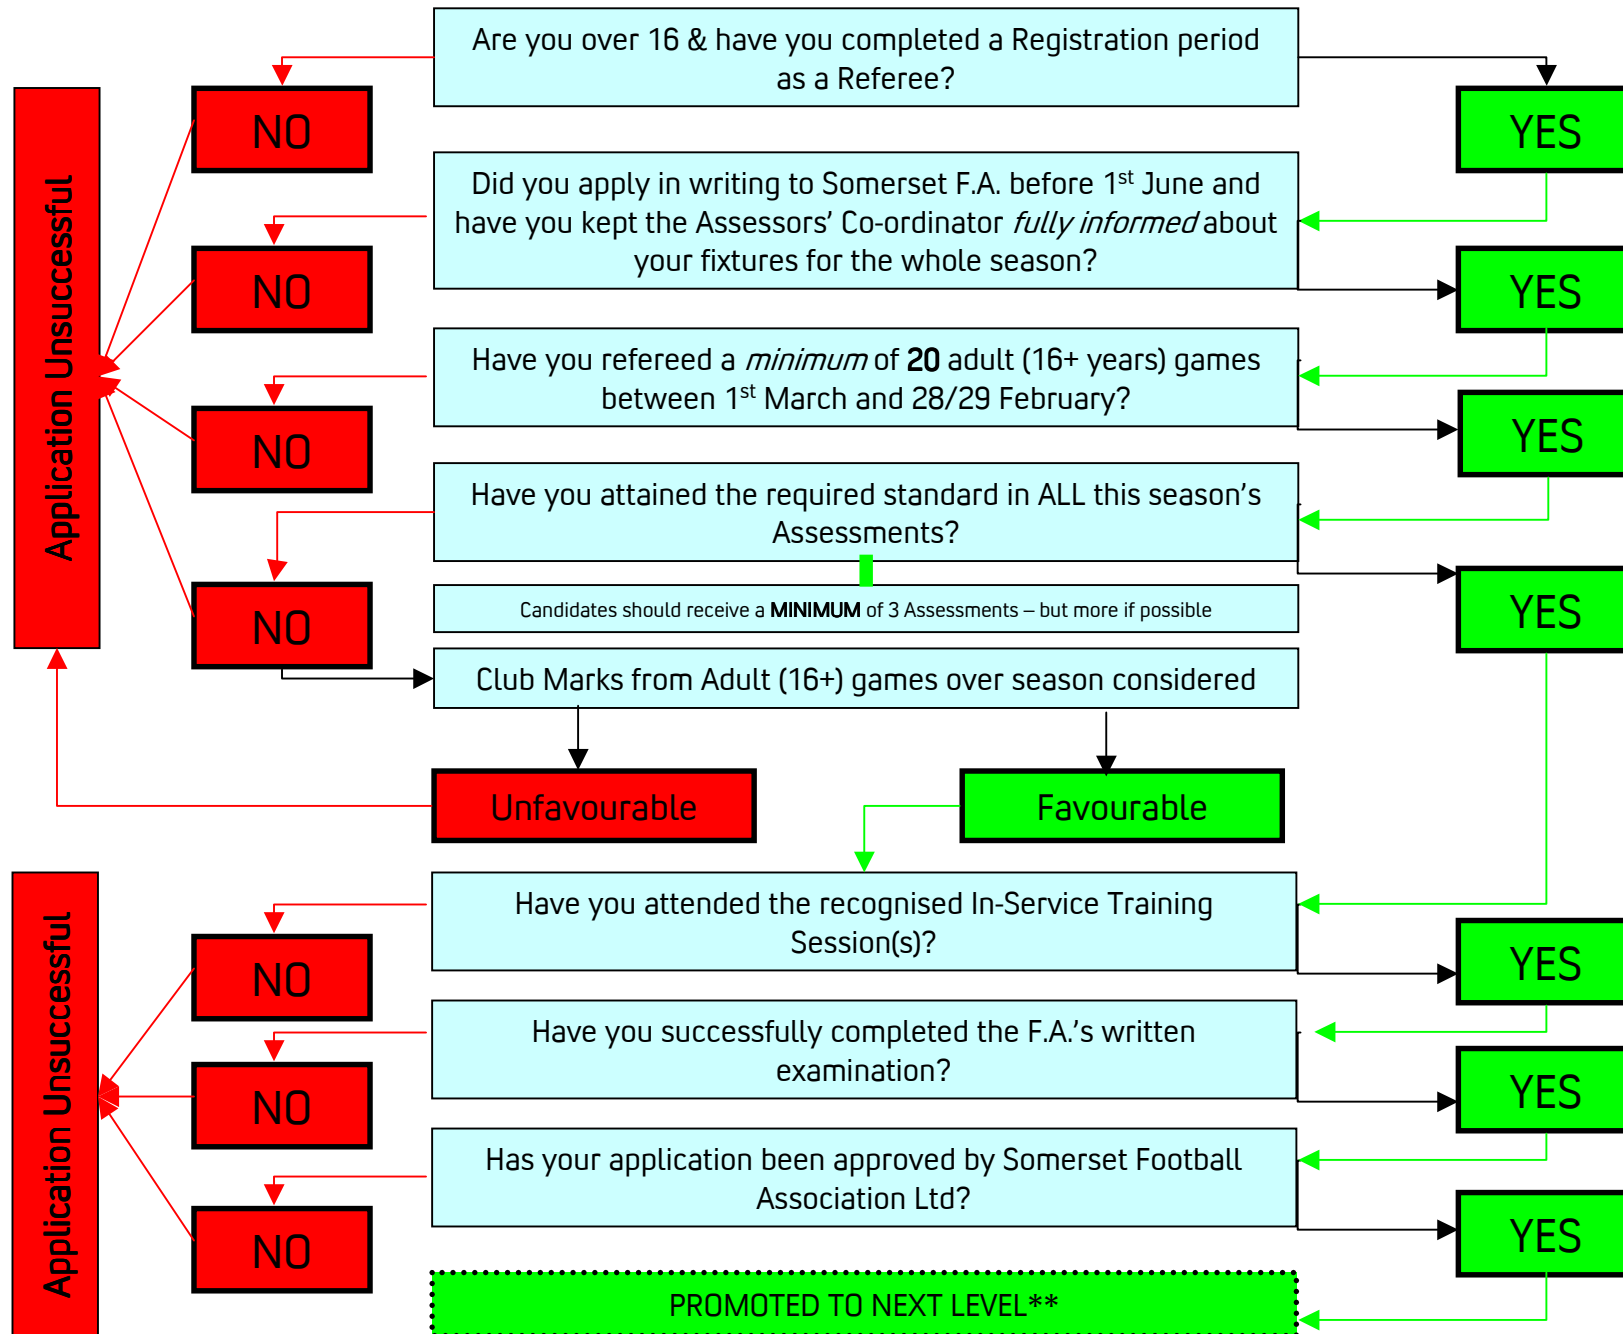 Are you over 16 & have you completed a Registration period
as a Referee?
NO
YES
Application Unsuccessful
Did you apply in writing to Somerset F.A. before 1st June and
have you kept the Assessors' Co-ordinator fully informed about
your fixtures for the whole season?
NO
YES
Have you refereed a minimum of 20 adult (16+ years) games
between 1st March and 28/29 February?
NO
YES
Have you attained the required standard in ALL this season's
Assessments?
NO
YES
Candidates should receive a MINIMUM of 3 Assessments – but more if possible
Club Marks from Adult (16+) games over season considered
Unfavourable
Favourable
Application Unsuccessful
Have you attended the recognised In-Service Training
Session(s)?
NO
YES
Have you successfully completed the F.A.'s written
examination?
NO
YES
Has your application been approved by Somerset Football
Association Ltd?
NO
YES
PROMOTED TO NEXT LEVEL**